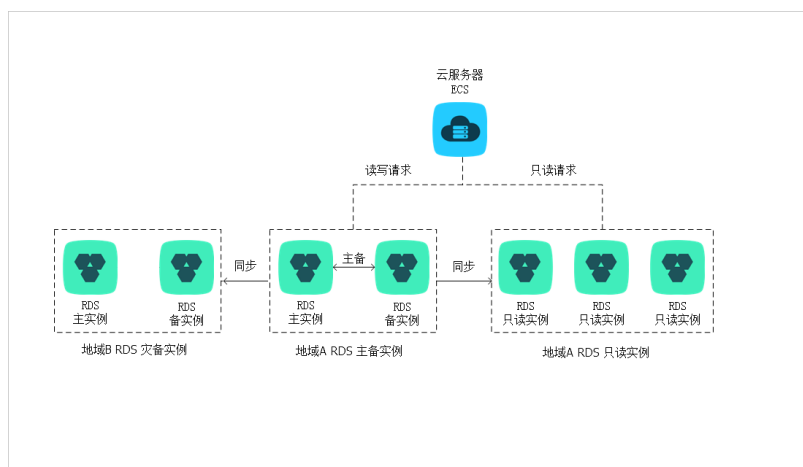 云服务器
ECS
读写请求
只读请求
同步
主备
同步
RDS
主实例
RDS
备实例
RDS
主实例
RDS
备实例
RDS
只读实例
RDS
只读实例
RDS
只读实例
地域B RDS 灾备实例
地域A RDS 主备实例
地域A RDS 只读实例